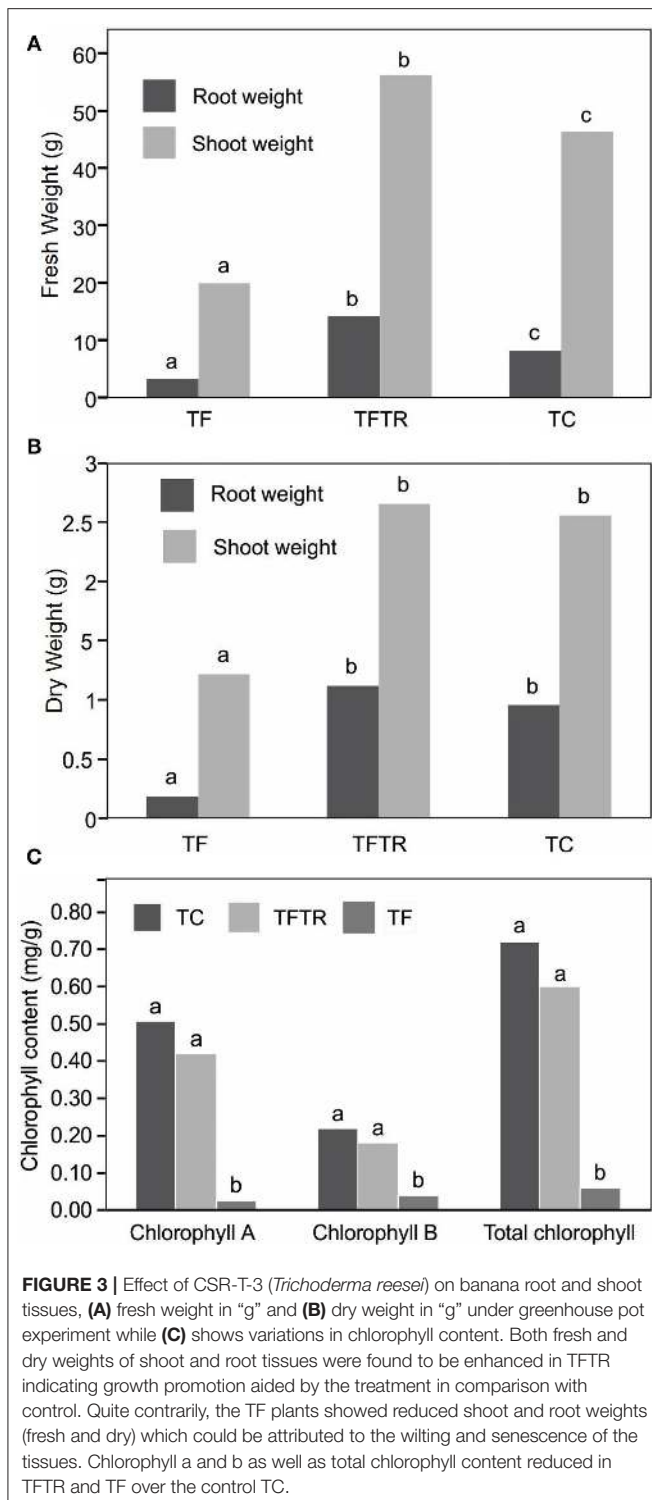 A
60
50
40
30
20
10
0
Fresh Weight (g)
Root weight
Shoot weight
a
a
b
b
c
c
TF
TFTR
TC
B
3
2.5
2
5
1
0.5
0
Dry Weight (g)
Root weight
Shoot weight
a
a
b
b
b
b
TF
TFTR
TC
C
0.80
0.70
0.60
0.50
0.40
0.30
0.20
0.10
0.00
Chlorophyll content (mg/g)
TC
TFTR
TF
a
a
b
a
a
b
a
a
b
Chlorophyll A
Chlorophyll B
Total chlorophyll
FIGURE 3 | Effect of CSR-T-3 (Trichoderma reesei) on banana root and shoot
tissues, (A) fresh weight in “g” and (B) dry weight in “g” under greenhouse pot
experiment while (C) shows variations in chlorophyll content. Both fresh and
dry weights of shoot and root tissues were found to be enhanced in TFTR
indicating growth promotion aided by the treatment in comparison with
control. Quite contrarily, the TF plants showed reduced shoot and root weights
(fresh and dry) which could be attributed to the wilting and senescence of the
tissues. Chlorophyll a and b as well as total chlorophyll content reduced in
TFTR and TF over the control TC.